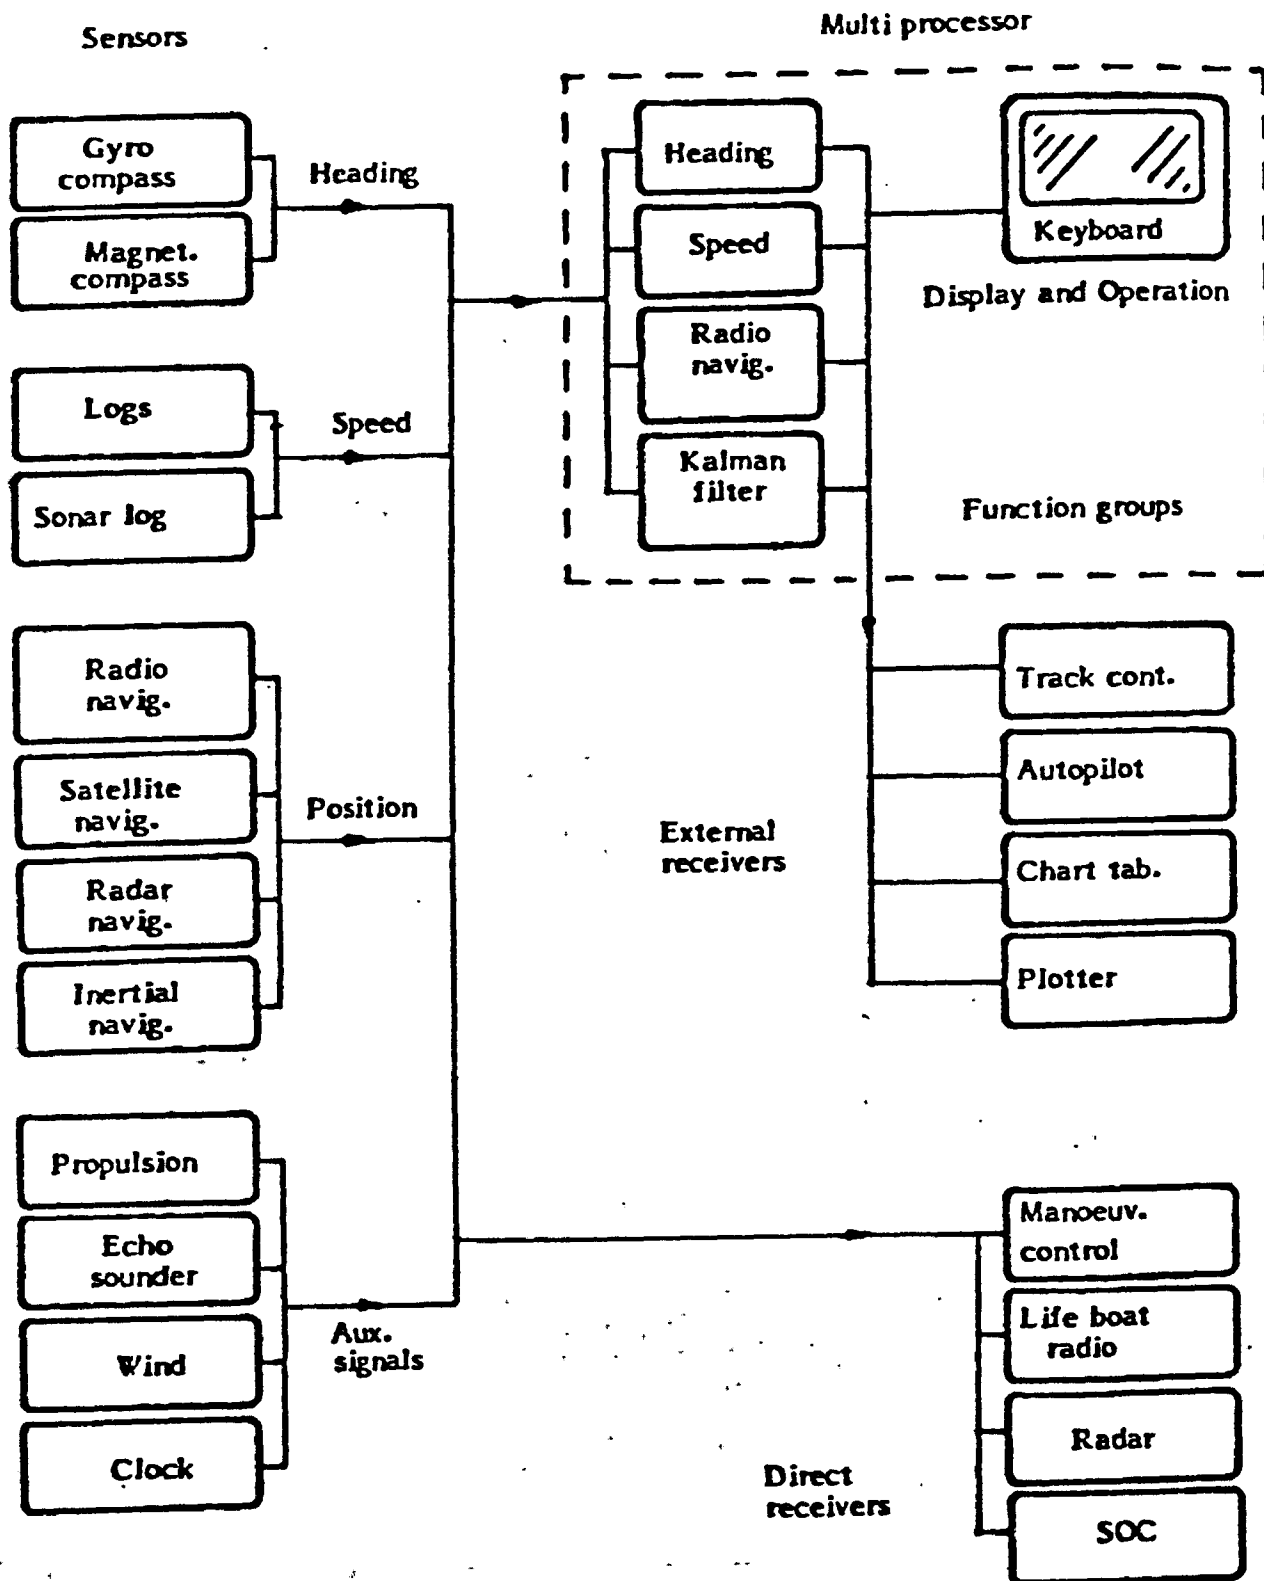 Sensors
Multi processor
Gyro
compass
Magnet.
compass
Heading
Logs
Sonar log
Speed
Radio
navig.
Satellite
navig.
Radar
navig.
Inertial
navig.
Position
Propulsion
Echo
sounder
Wind
Clock
Aux.
signals
Heading
Speed
Radio
navig.
Kalman
filter
Keyboard
Display and Operation
Function groups
External
receivers
Track cont.
Autopilot
Chart tab.
Plotter
Direct
receivers
Manoeuv.
control
Life boat
radio
Radar
SOC